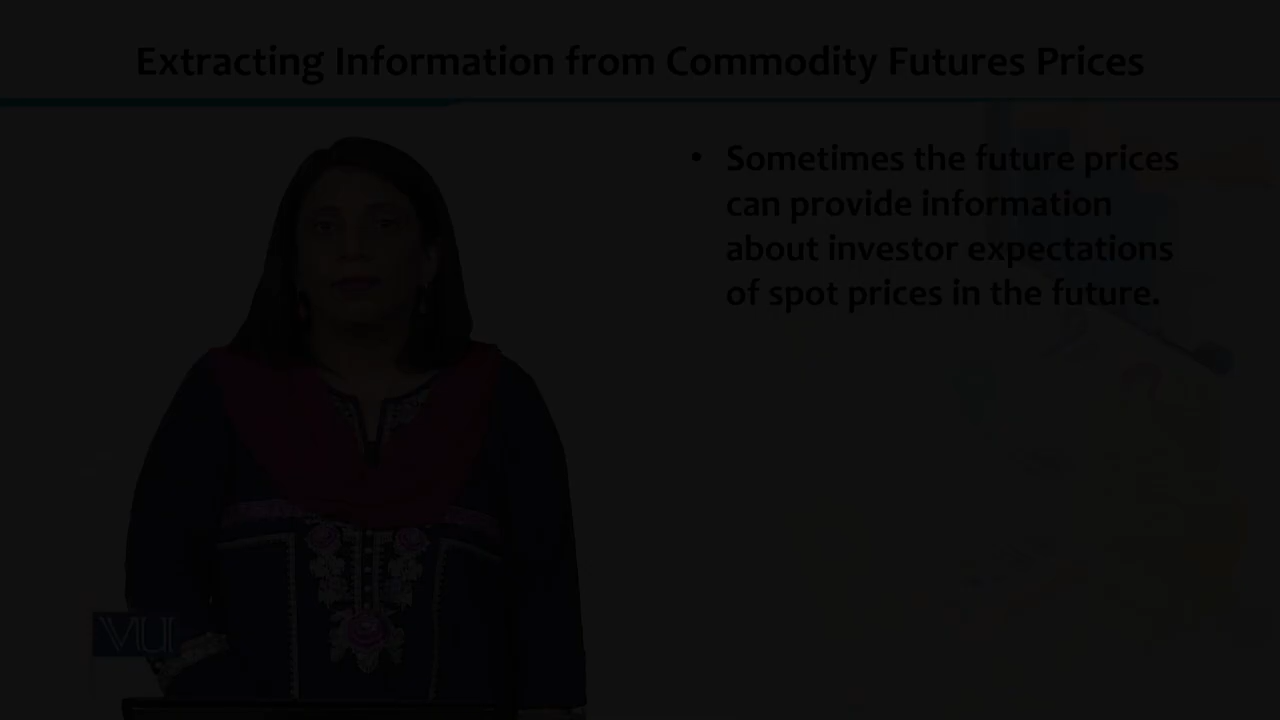 Extracting Information from Commodity Futures Prices
• Sometimes the future prices
can provide information
about investor expectations
of spot prices in the future.
VU